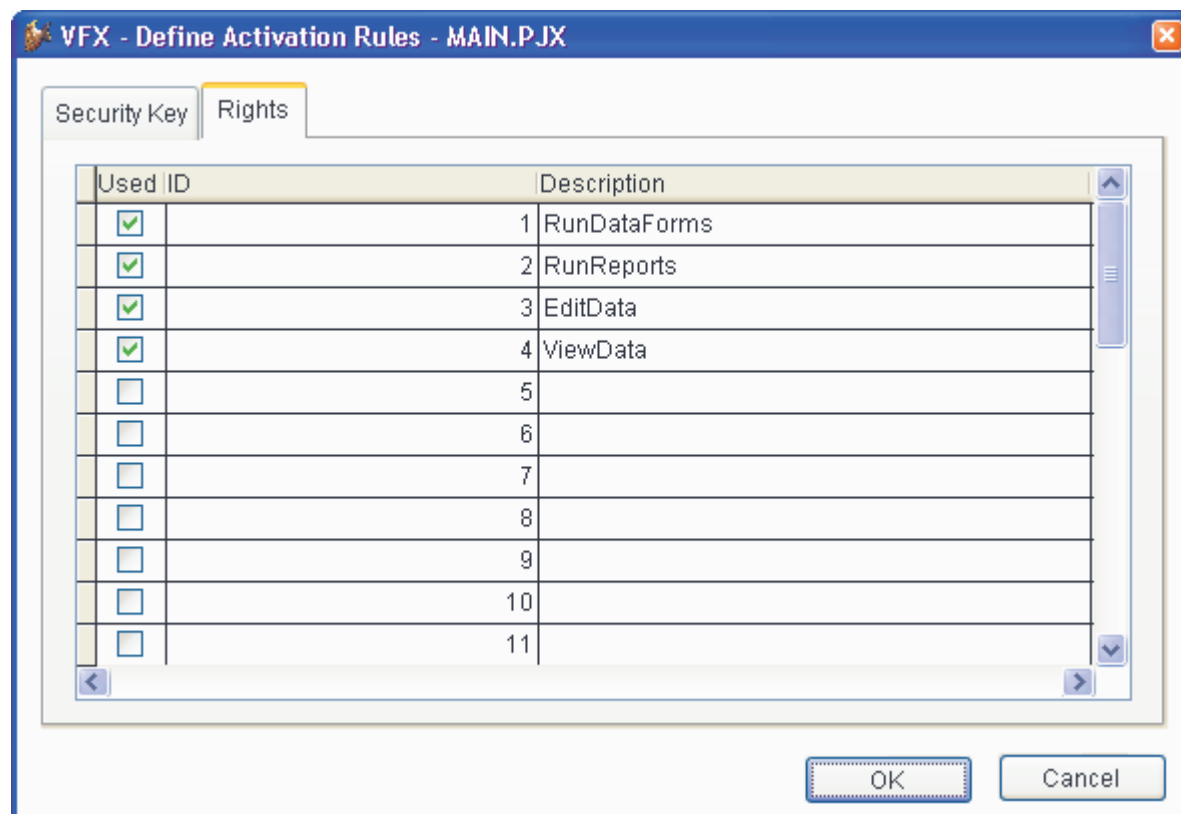 VFX - Define Activation Rules - MAIN.PJX
Security Key Rights
Used ID Description
1 RunDataForms
2 RunReports
3 EditData
4 ViewData
5
6
7
8
9
10
11
OK Cancel